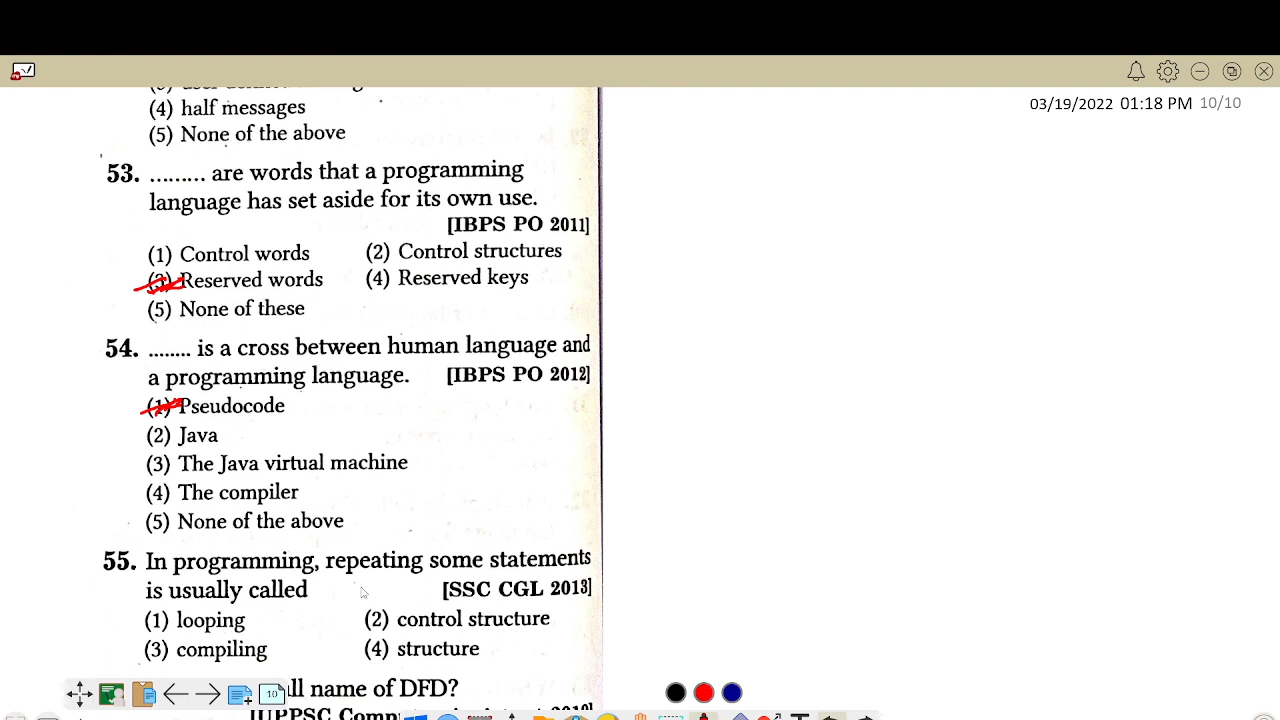 03/19/2022 01:18 PM 10/10
(4) half messages
(5) None of the above
53. ......... are words that a programming
language has set aside for its own use.
[IBPS PO 2011]
(1) Control words (2) Control structures
(3) Reserved words (4) Reserved keys
(5) None of these
54. ........ is a cross between human language and
a programming language. [IBPS PO 2012]
(1) Pseudocode
(2) Java
(3) The Java virtual machine
(4) The compiler
(5) None of the above
55. In programming, repeating some statements
is usually called [SSC CGL 2013]
(1) looping (2) control structure
(3) compiling (4) structure
10 name of DFD?
[UPPSC